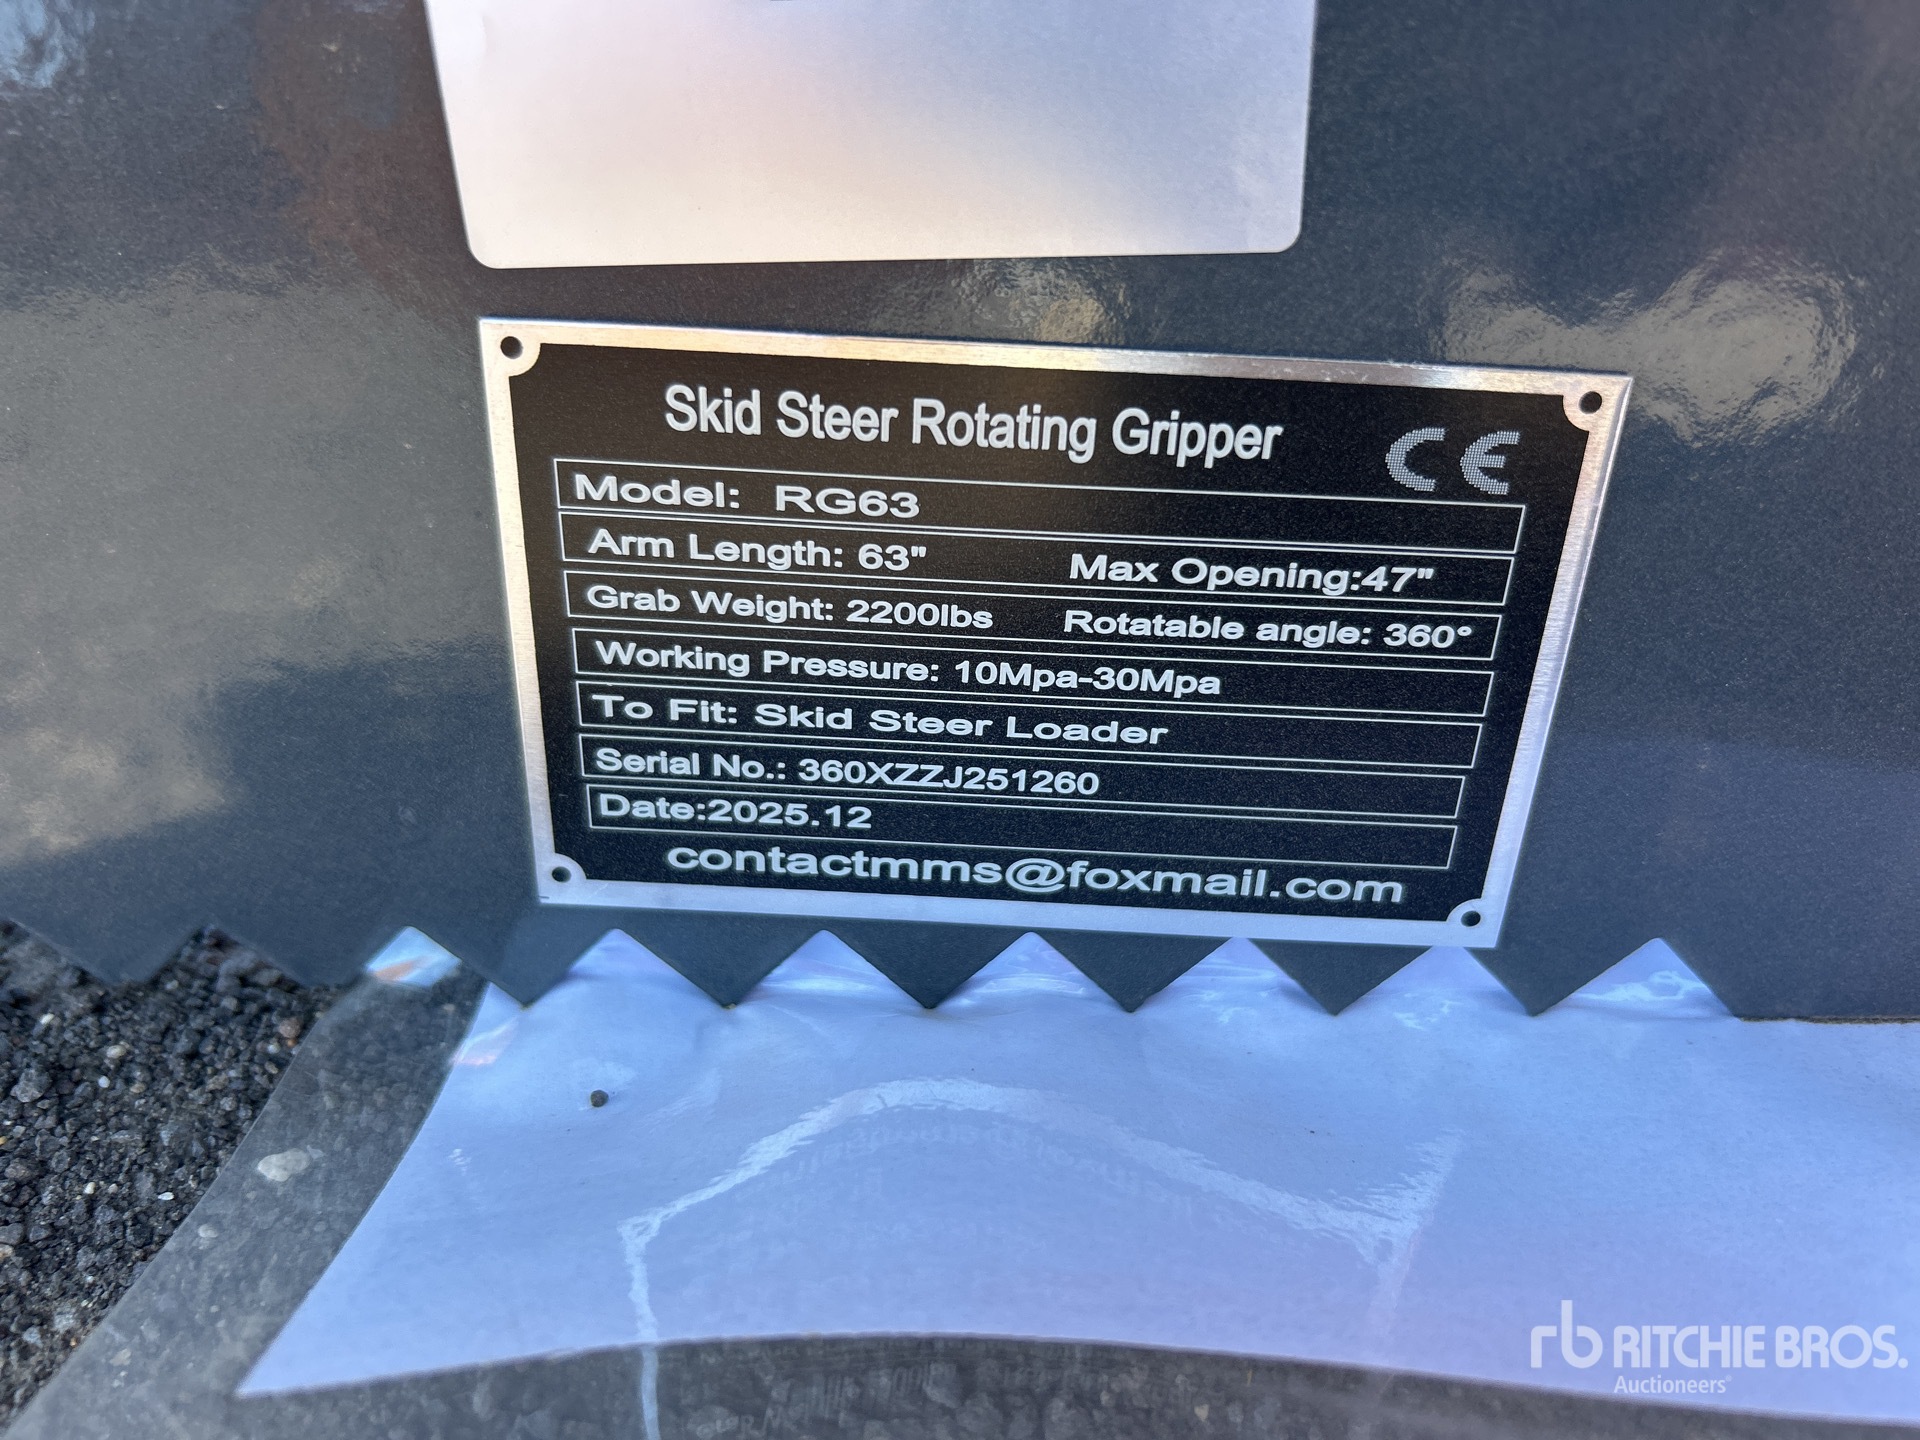 Skid Steer Rotating Gripper
CE
Model: RG63
Arm Length: 63" Max Opening:47"
Grab Weight: 2200lbs Rotatable angle: 360°
Working Pressure: 10Mpa-30Mpa
To Fit: Skid Steer Loader
Serial No.: 360XZZJ251260
Date:2025.12
contactmms@foxmail.com
rb RITCHIE BROS.
Auctioneers